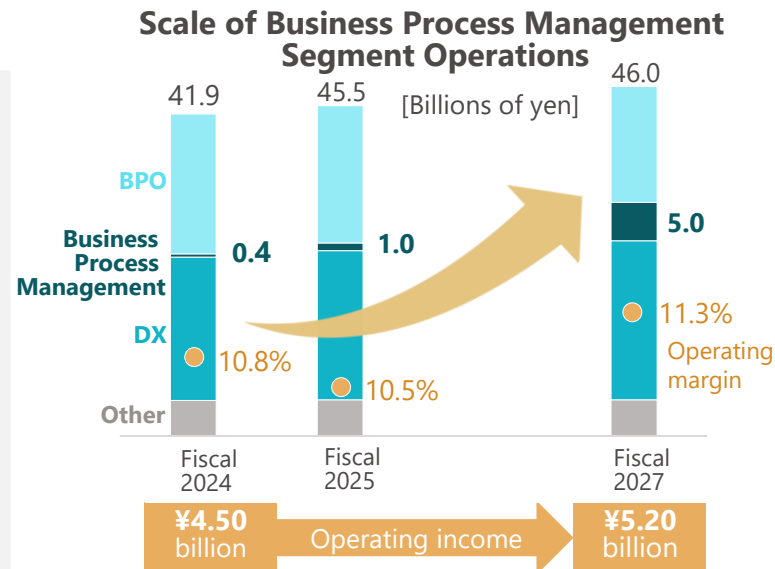 Scale of Business Process Management
Segment Operations
[Billions of yen]
41.9
45.5
46.0
BPO
Business
Process
Management
DX
Other
0.4
1.0
5.0
10.8%
10.5%
11.3%
Operating
margin
Fiscal
2024
Fiscal
2025
Fiscal
2027
¥4.50
billion
Operating income
¥5.20
billion